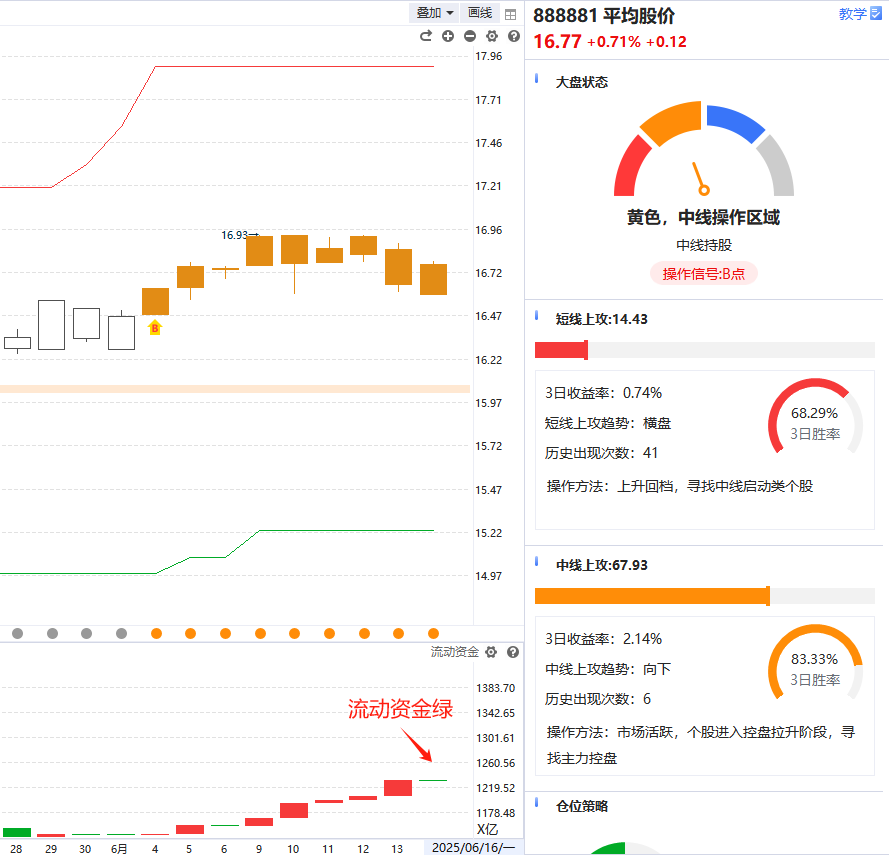 叠加 画线
17.96
17.71
17.46
17.21
16.96
16.93→
16.72
B
16.47
16.22
15.97
15.72
15.47
15.22
14.97
流动资金
1383.70
流动资金绿
1342.65
1301.61
1260.56
1219.52
1178.48
X亿
28 29 30 6月 4 5 6 9 10 11 12 13 2025/06/16/一
888881 平均股价 教学
16.77 +0.71% +0.12
大盘状态
黄色，中线操作区域
中线持股
操作信号:B点
短线上攻:14.43
3日收益率：0.74%
短线上攻趋势：横盘
历史出现次数：41
68.29%
3日胜率
操作方法：上升回档，寻找中线启动类个股
中线上攻:67.93
3日收益率：2.14%
中线上攻趋势：向下
历史出现次数：6
83.33%
3日胜率
操作方法：市场活跃，个股进入控盘拉升阶段，寻
找主力控盘
仓位策略